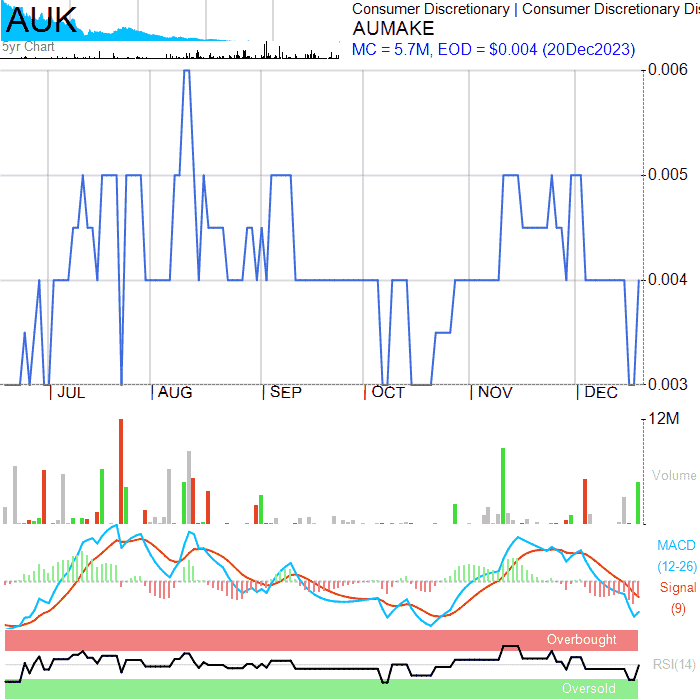 AUK
5yr Chart
Consumer Discretionary | Consumer Discretionary Dis
AUMAKE
MC = 5.7M, EOD = $0.004 (20Dec2023)
0.006
0.005
0.004
0.003
JUL AUG SEP OCT NOV DEC
12M
Volume
MACD
(12-26)
Signal
(9)
Overbought
RSI(14)
Oversold